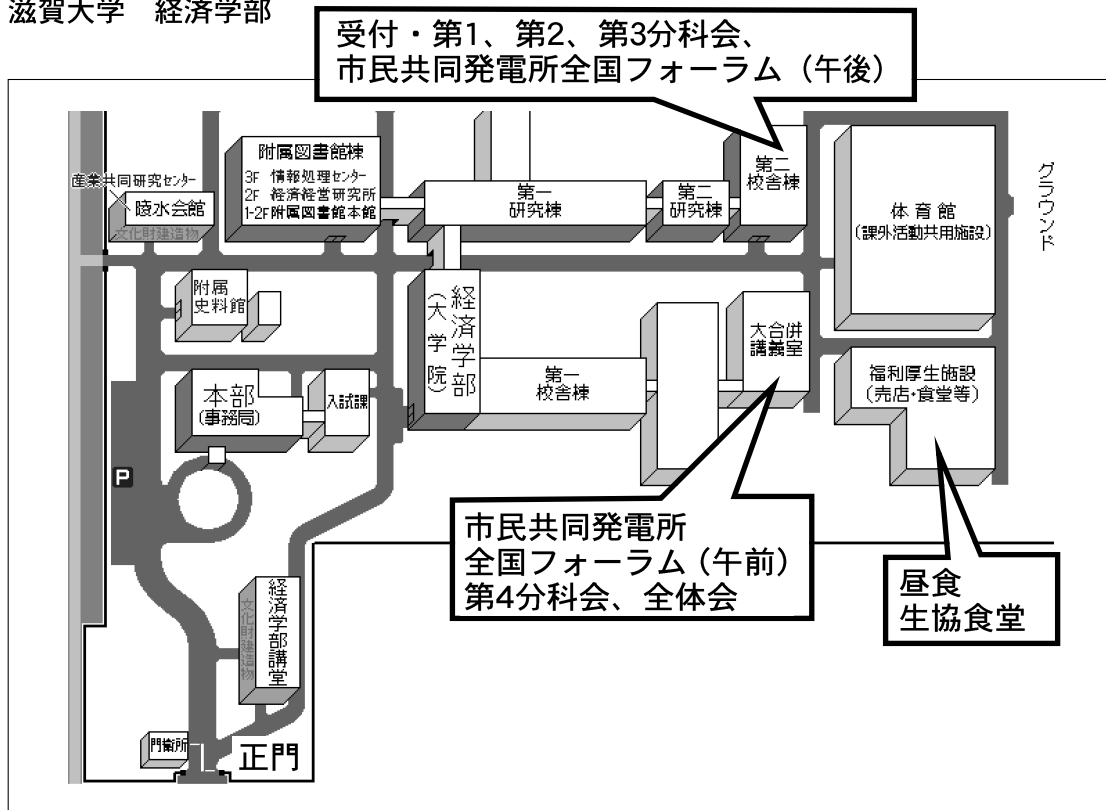 滋賀大学　経済学部
受付・第1、第2、第3分科会、
市民共同発電所全国フォーラム（午後）
附属図書館棟
3F 情報処理センター
2F 経済経営研究所
1-2F附属図書館本館
産業共同研究センター
陵水会館
文化財建造物
第一
研究棟
第二
研究棟
第二
校舎棟
体育館
(課外活動共用施設)
グラウンド
附属
史料館
経済学部
(大学院)
大合併
講義室
第一
校舎棟
本部
(事務局)
入試課
福利厚生施設
(売店・食堂等)
P
市民共同発電所
全国フォーラム（午前）
第4分科会、全体会
昼食
生協食堂
経済学部講堂
文化財建造物
門衛所
正門